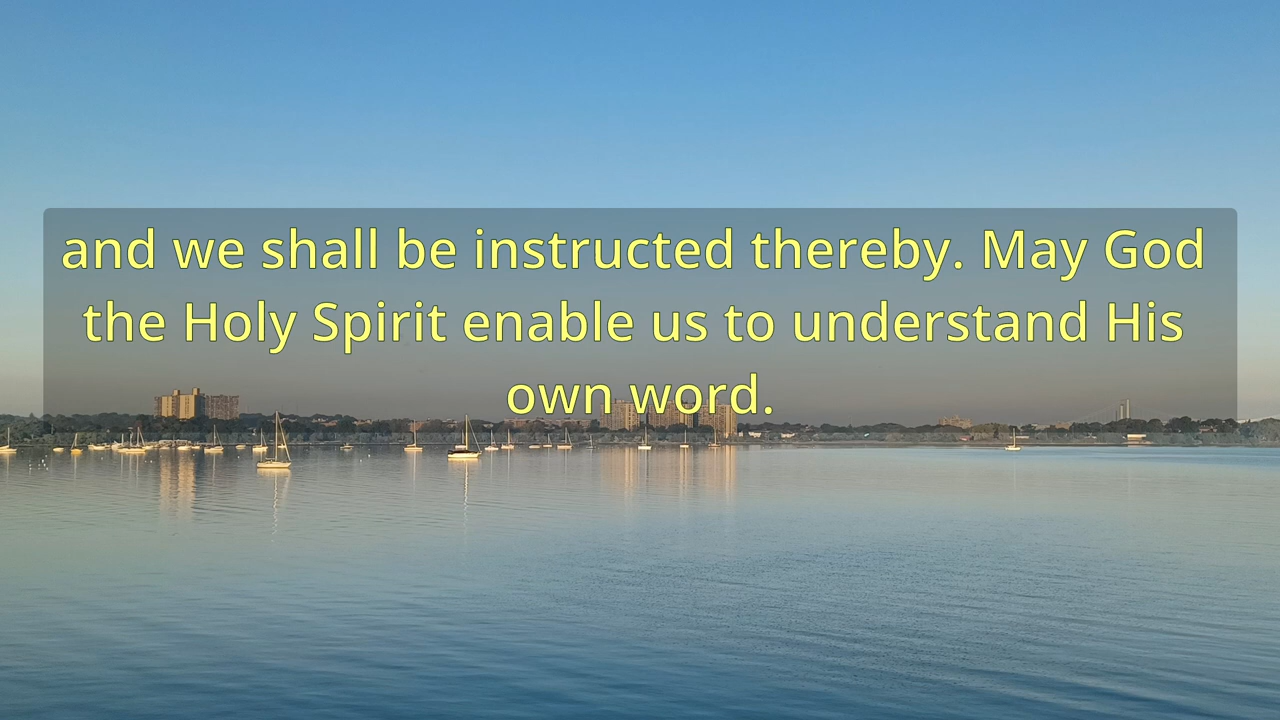 and we shall be instructed thereby. May God
the Holy Spirit enable us to understand His
own word.